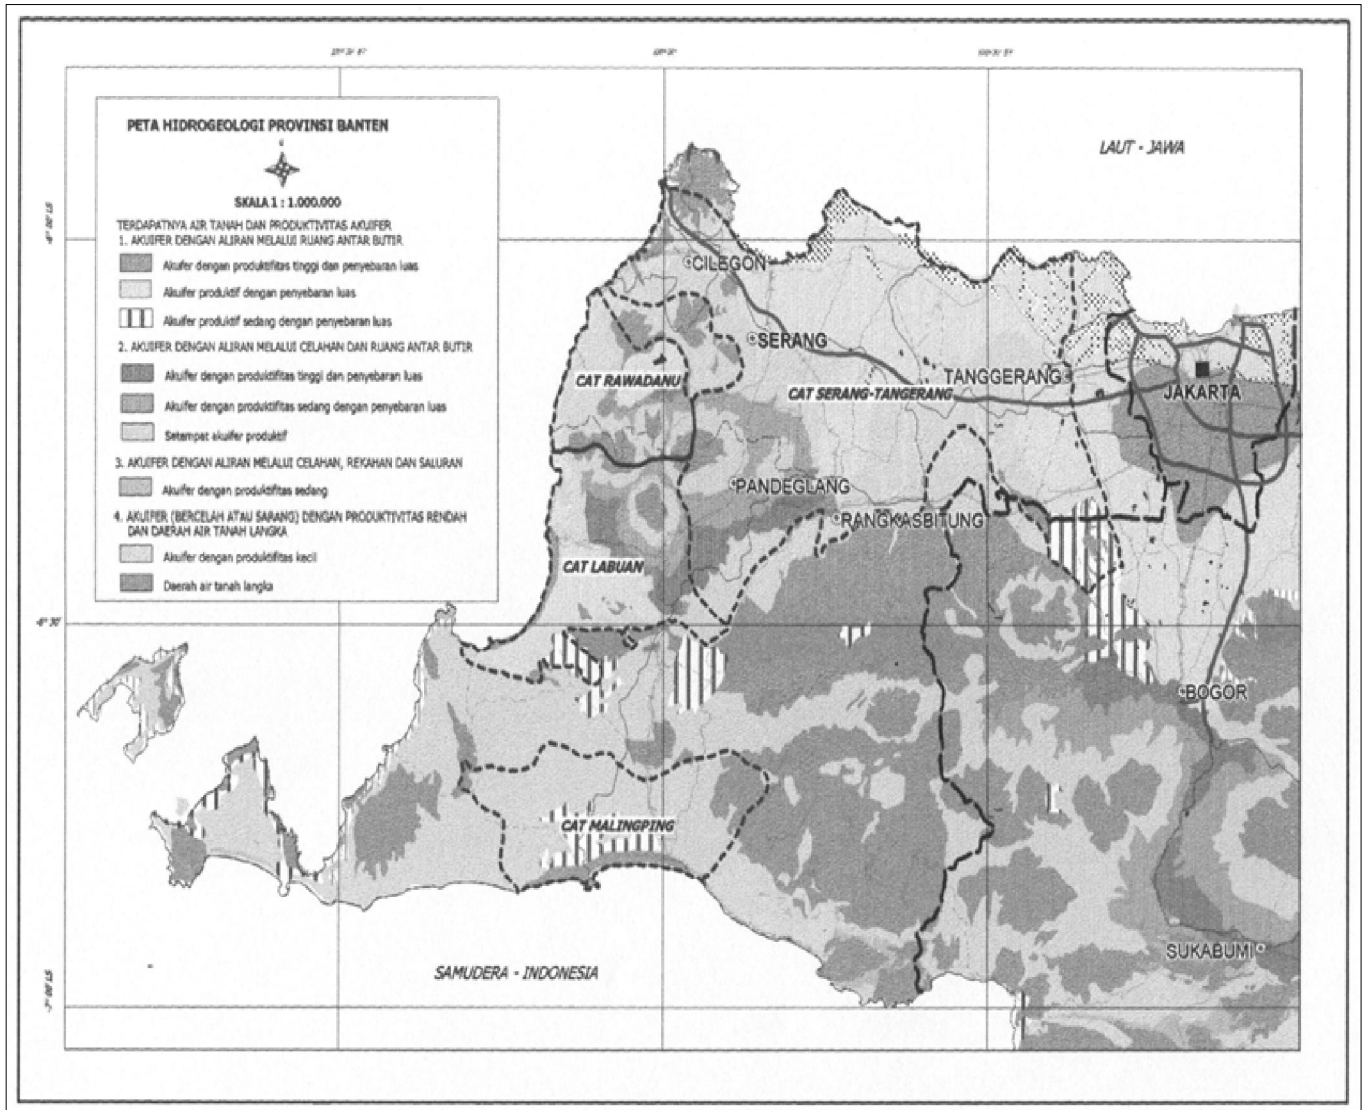 PETA HIDROGEOLOGI PROVINSI BANTEN
SKALA 1 : 1.000.000
TERDAPATNYA AIR TANAH DAN PRODUKTIVITAS AKUIFER
1. AKUIFER DENGAN ALIRAN MELALUI RUANG ANTAR BUTIR
Akuifer dengan produktifitas tinggi dan penyebaran luas
Akuifer produktif dengan penyebaran luas
Akuifer produktif sedang dengan penyebaran luas
2. AKUIFER DENGAN ALIRAN MELALUI CELAHAN DAN RUANG ANTAR BUTIR
Akuifer dengan produktifitas tinggi dan penyebaran luas
Akuifer dengan produktifitas sedang dengan penyebaran luas
Setempat akuifer produktif
3. AKUIFER DENGAN ALIRAN MELALUI CELAHAN, REKAHAN DAN SALURAN
Akuifer dengan produktifitas sedang
4. AKUIFER (BERCELAH ATAU SARANG) DENGAN PRODUKTIVITAS RENDAH
DAN DAERAH AIR TANAH LANGKA
Akuifer dengan produktifitas kecil
Daerah air tanah langka
LAUT - JAWA
CILEGON
SERANG
CAT RAWADANU
TANGGERANG
CAT SERANG-TANGERANG
JAKARTA
PANDEGLANG
RANGKASBITUNG
CAT LABUAN
BOGOR
CAT MALINGPING
SUKABUMI
SAMUDERA - INDONESIA